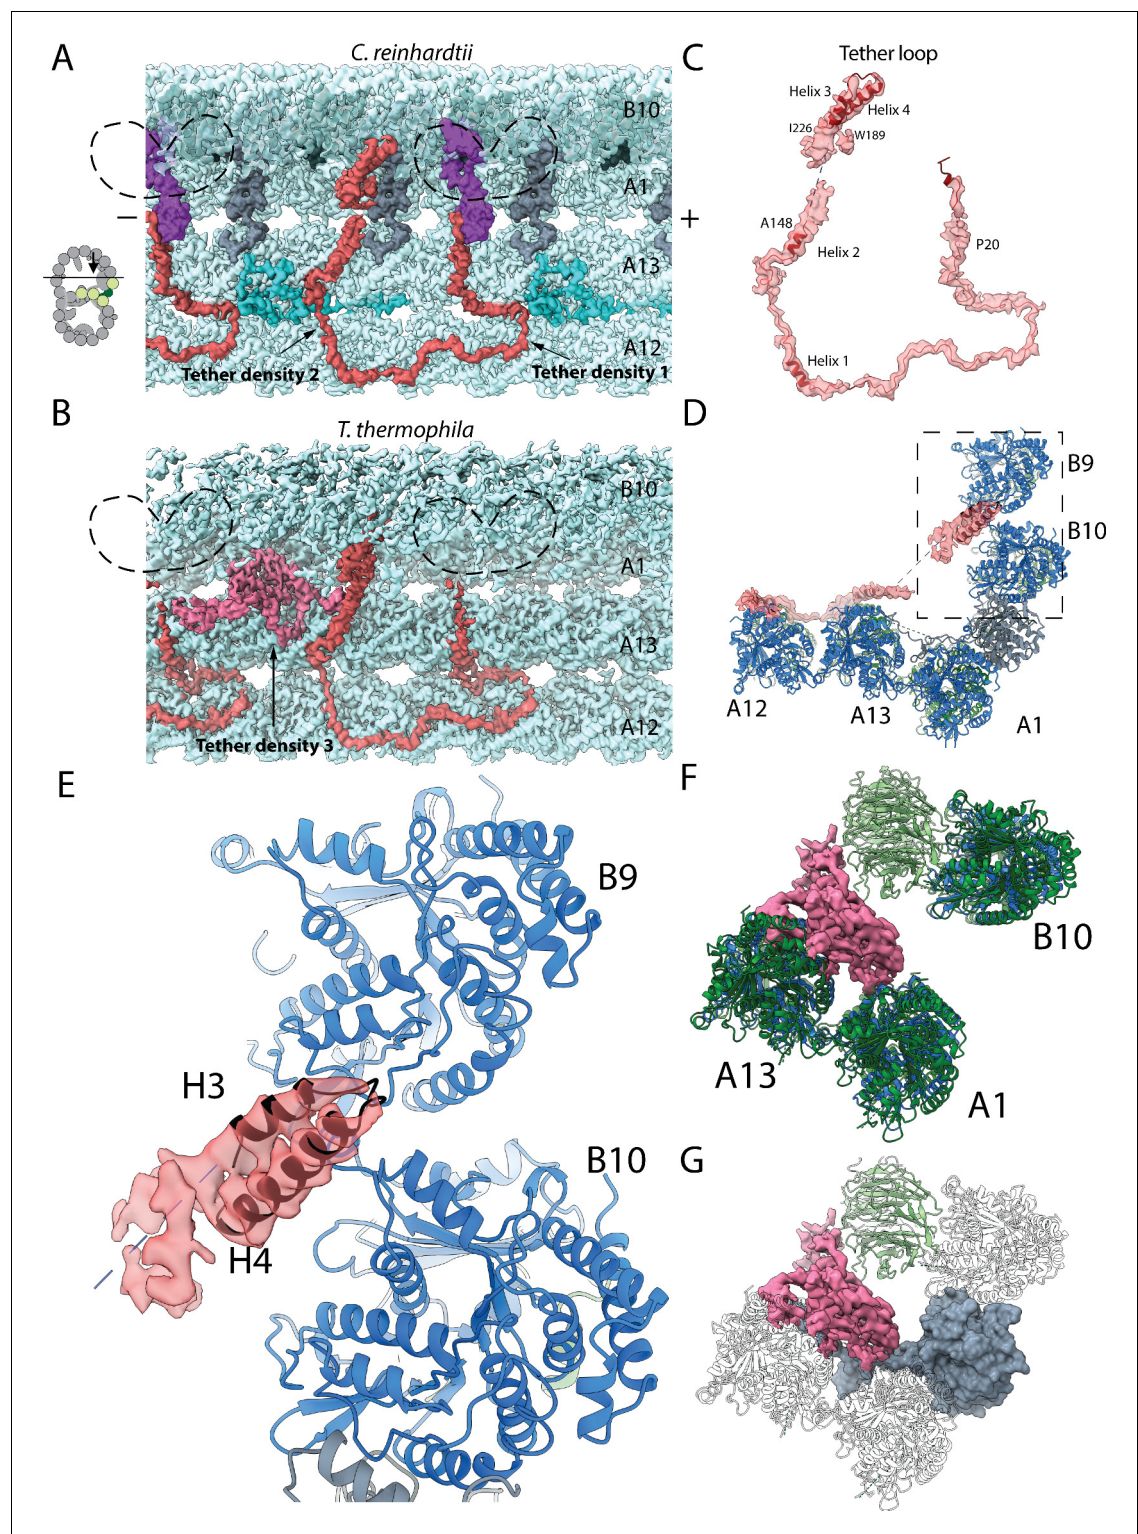 A
C. reinhardtii
B10
A1
A13
A12
−
+
Tether density 2
Tether density 1
B
T. thermophila
B10
A1
A13
A12
Tether density 3
C
Tether loop
Helix 3
Helix 4
I226
W189
A148
Helix 2
P20
Helix 1
D
B9
B10
A12
A13
A1
E
B9
H3
B10
H4
F
B10
A13
A1
G